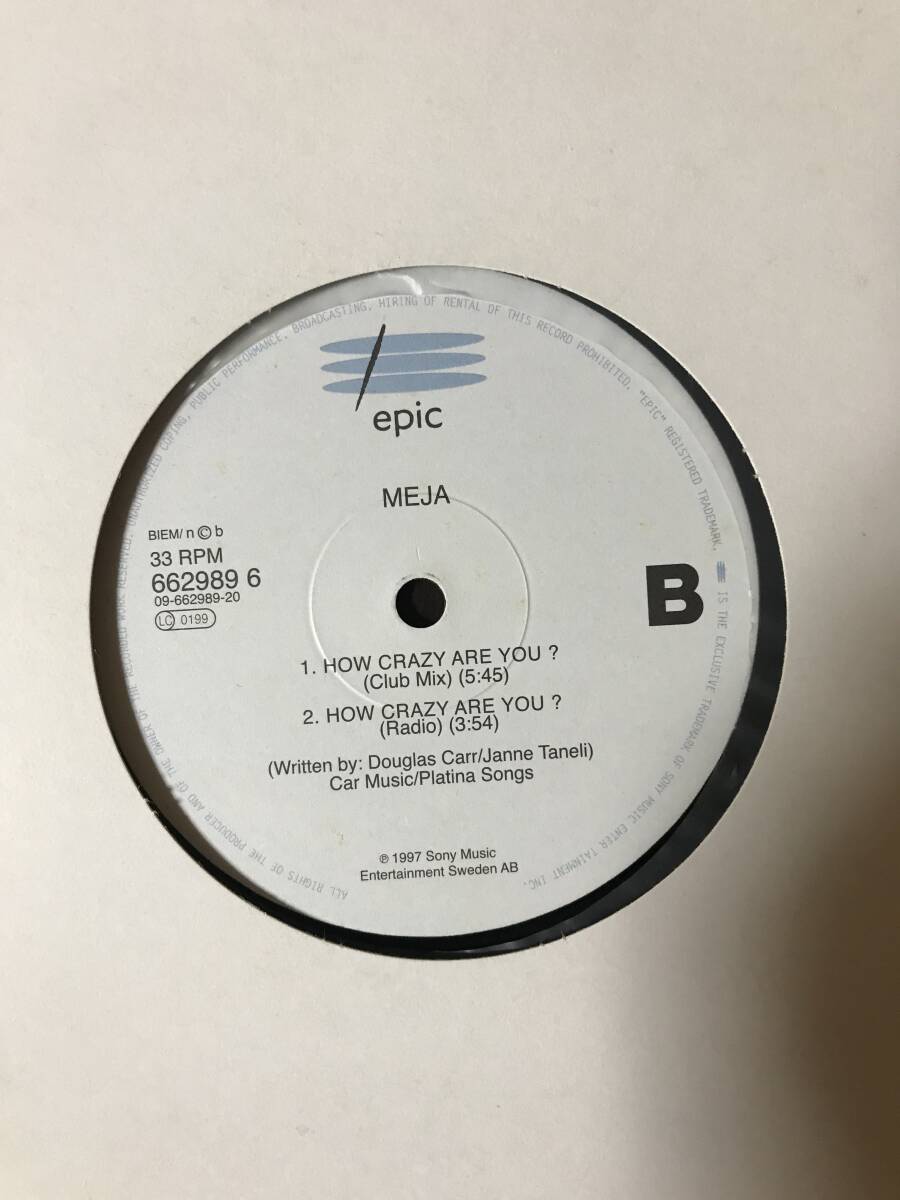 epic
MEJA
BIEM/ n©b
33 RPM
662989 6
09-662989-20
LC 0199
B
1. HOW CRAZY ARE YOU ?
(Club Mix) (5:45)
2. HOW CRAZY ARE YOU ?
(Radio) (3:54)
(Written by: Douglas Carr/Janne Taneli)
Car Music/Platina Songs
℗ 1997 Sony Music
Entertainment Sweden AB
ALL RIGHTS OF THE PRODUCER AND OF THE OWNER OF THE RECORDED WORK RESERVED. UNAUTHORIZED COPING, PUBLIC PERFORMANCE, BROADCASTING, HIRING OF RENTAL OF THIS RECORD PROHIBITED. "EPIC" REGISTERED TRADEMARK. IS THE EXCLUSIVE TRADEMARK OF SONY MUSIC ENTER TAINMENT INC.